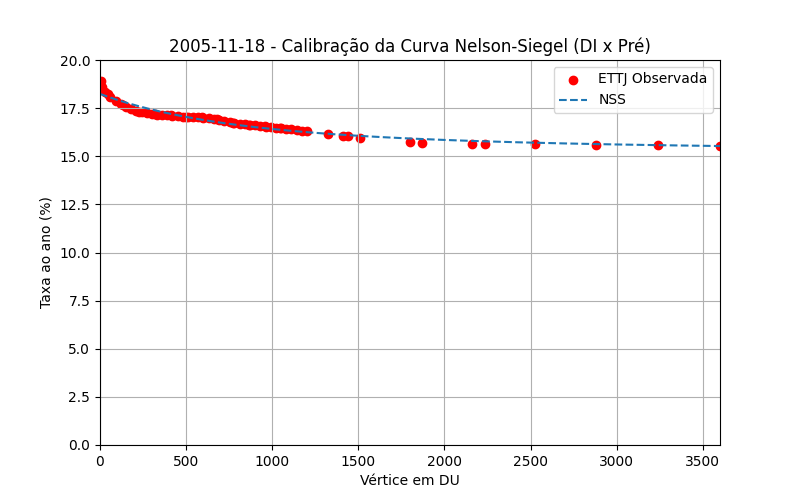 2005-11-18 - Calibração da Curva Nelson-Siegel (DI x Pré)
ETTJ Observada
NSS
Taxa ao ano (%)
20.0
17.5
15.0
12.5
10.0
7.5
5.0
2.5
0.0
0 500 1000 1500 2000 2500 3000 3500
Vértice em DU